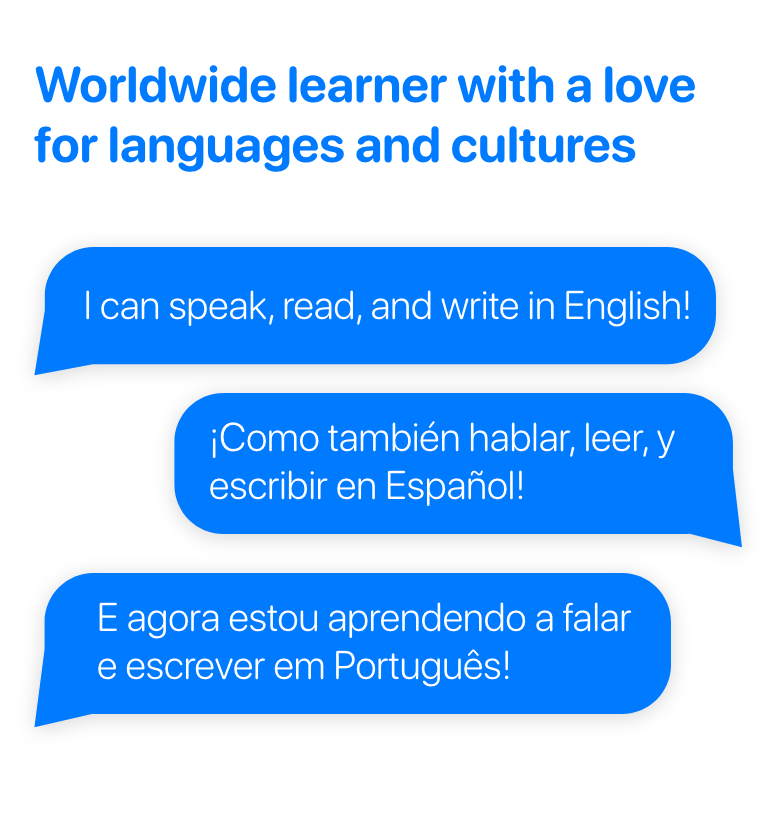 Worldwide learner with a love
for languages and cultures
I can speak, read, and write in English!
¡Como también hablar, leer, y
escribir en Español!
E agora estou aprendendo a falar
e escrever em Português!